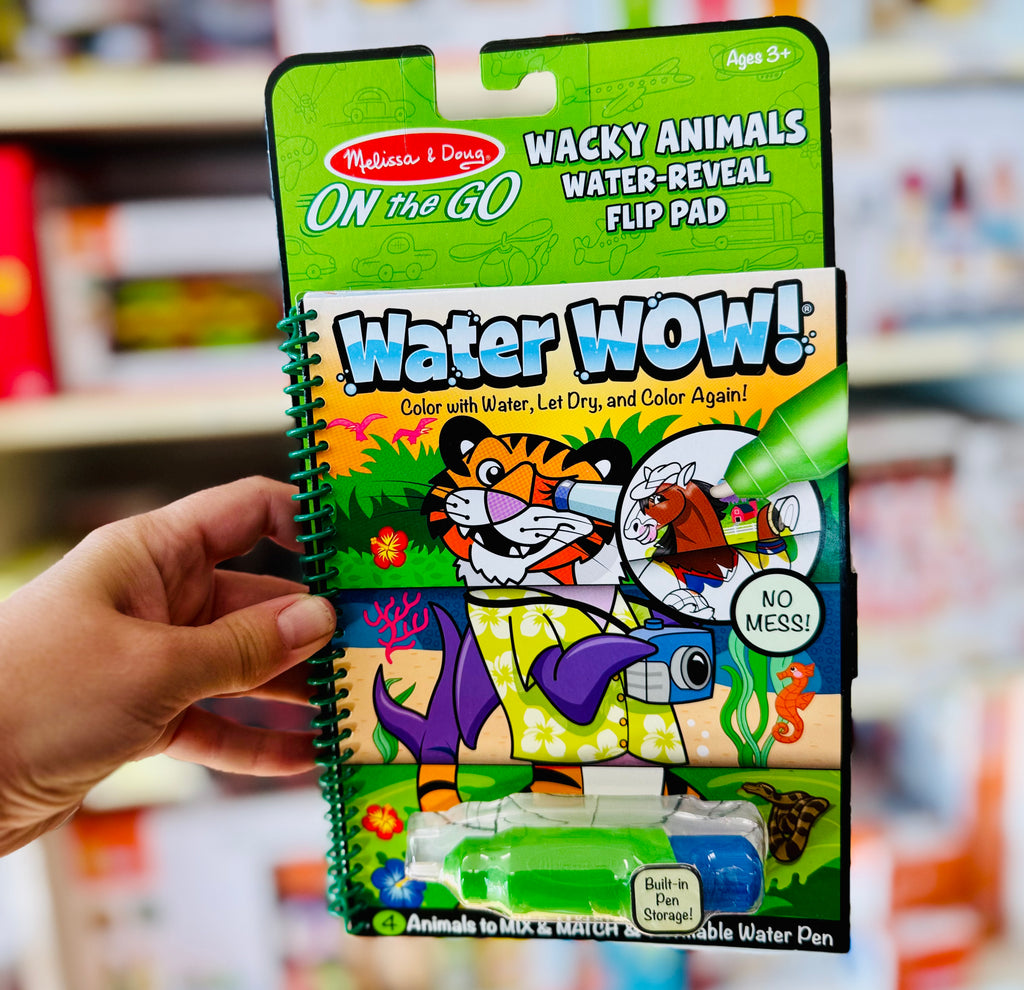 Ages 3+
Melissa & Doug®
ON the GO
WACKY ANIMALS
WATER-REVEAL
FLIP PAD
Water WOW!®
Color with Water, Let Dry, and Color Again!
NO
MESS!
Built-in
Pen
Storage!
4 Animals to MIX & MATCH & Water Pen